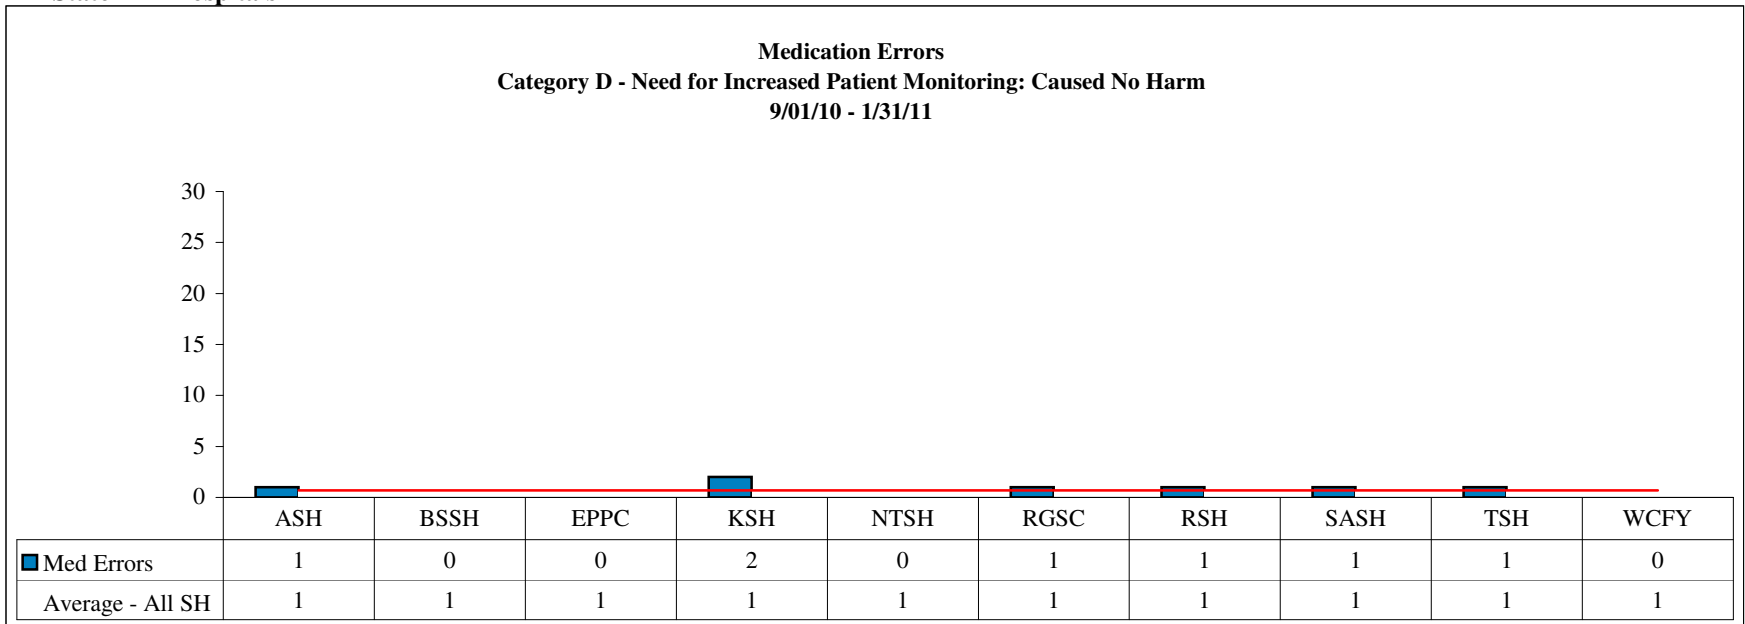 Medication Errors
Category D - Need for Increased Patient Monitoring: Caused No Harm
9/01/10 - 1/31/11
30
25
20
15
10
5
0
ASH BSSH EPPC KSH NTSH RGSC RSH SASH TSH WCFY
Med Errors 1 0 0 2 0 1 1 1 1 0
Average - All SH 1 1 1 1 1 1 1 1 1 1